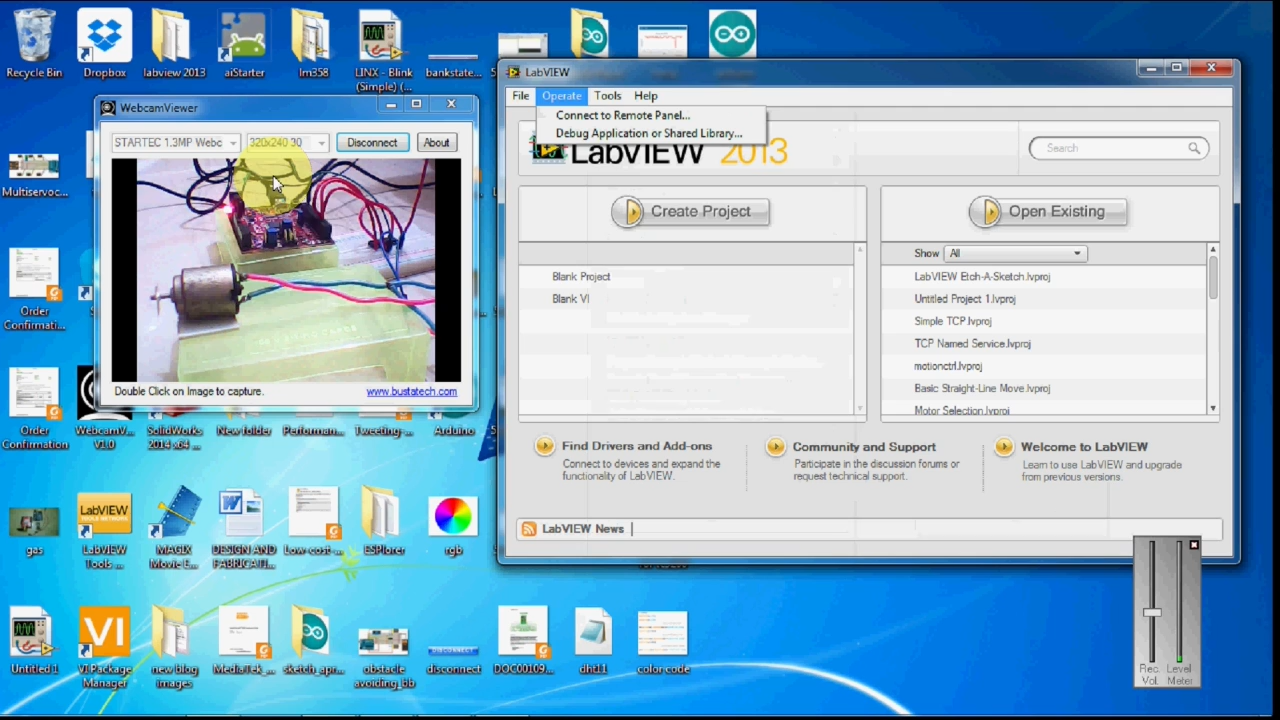 Recycle Bin
Dropbox
labview 2013
aiStarter
lm358
LINX - Blink
(Simple) (...
bankstate...
Multiservoc...
Order
Confirmati...
Order
Confirmation
WebcamV...
V1.0
SolidWorks
2014 x64 ...
New folder
Performan...
Tweeting-...
Arduino
gas
LabVIEW
Tools ...
MAGIX
Movie E...
DESIGN AND
FABRICATI...
Low-cost-...
ESPlorer
rgb
Untitled 1
VI Package
Manager
new blog
images
MediaTek_...
sketch_apr...
obstacle
avoiding_bb
disconnect
DOC00109...
dht11
color code
WebcamViewer
STARTEC 1.3MP Webc
320x240 30
Disconnect
About
Double Click on Image to capture.
www.bustatech.com
LabVIEW
File Operate Tools Help
Connect to Remote Panel...
Debug Application or Shared Library...
LabVIEW 2013
Search
Create Project
Blank Project
Blank VI
Open Existing
Show All
LabVIEW Etch-A-Sketch.lvproj
Untitled Project 1.lvproj
Simple TCP.lvproj
TCP Named Service.lvproj
motionctrl.lvproj
Basic Straight-Line Move.lvproj
Motor Selection.lvproj
Find Drivers and Add-ons
Connect to devices and expand the
functionality of LabVIEW.
Community and Support
Participate in the discussion forums or
request technical support.
Welcome to LabVIEW
Learn to use LabVIEW and upgrade
from previous versions.
LabVIEW News
Rec.
Vol.
Level
Meter